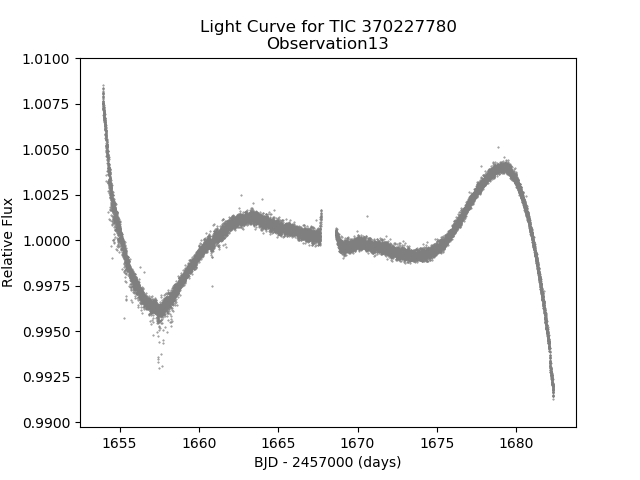 Light Curve for TIC 370227780
Observation13
1.0100
1.0075
1.0050
1.0025
1.0000
0.9975
0.9950
0.9925
0.9900
Relative Flux
1655 1660 1665 1670 1675 1680
BJD - 2457000 (days)